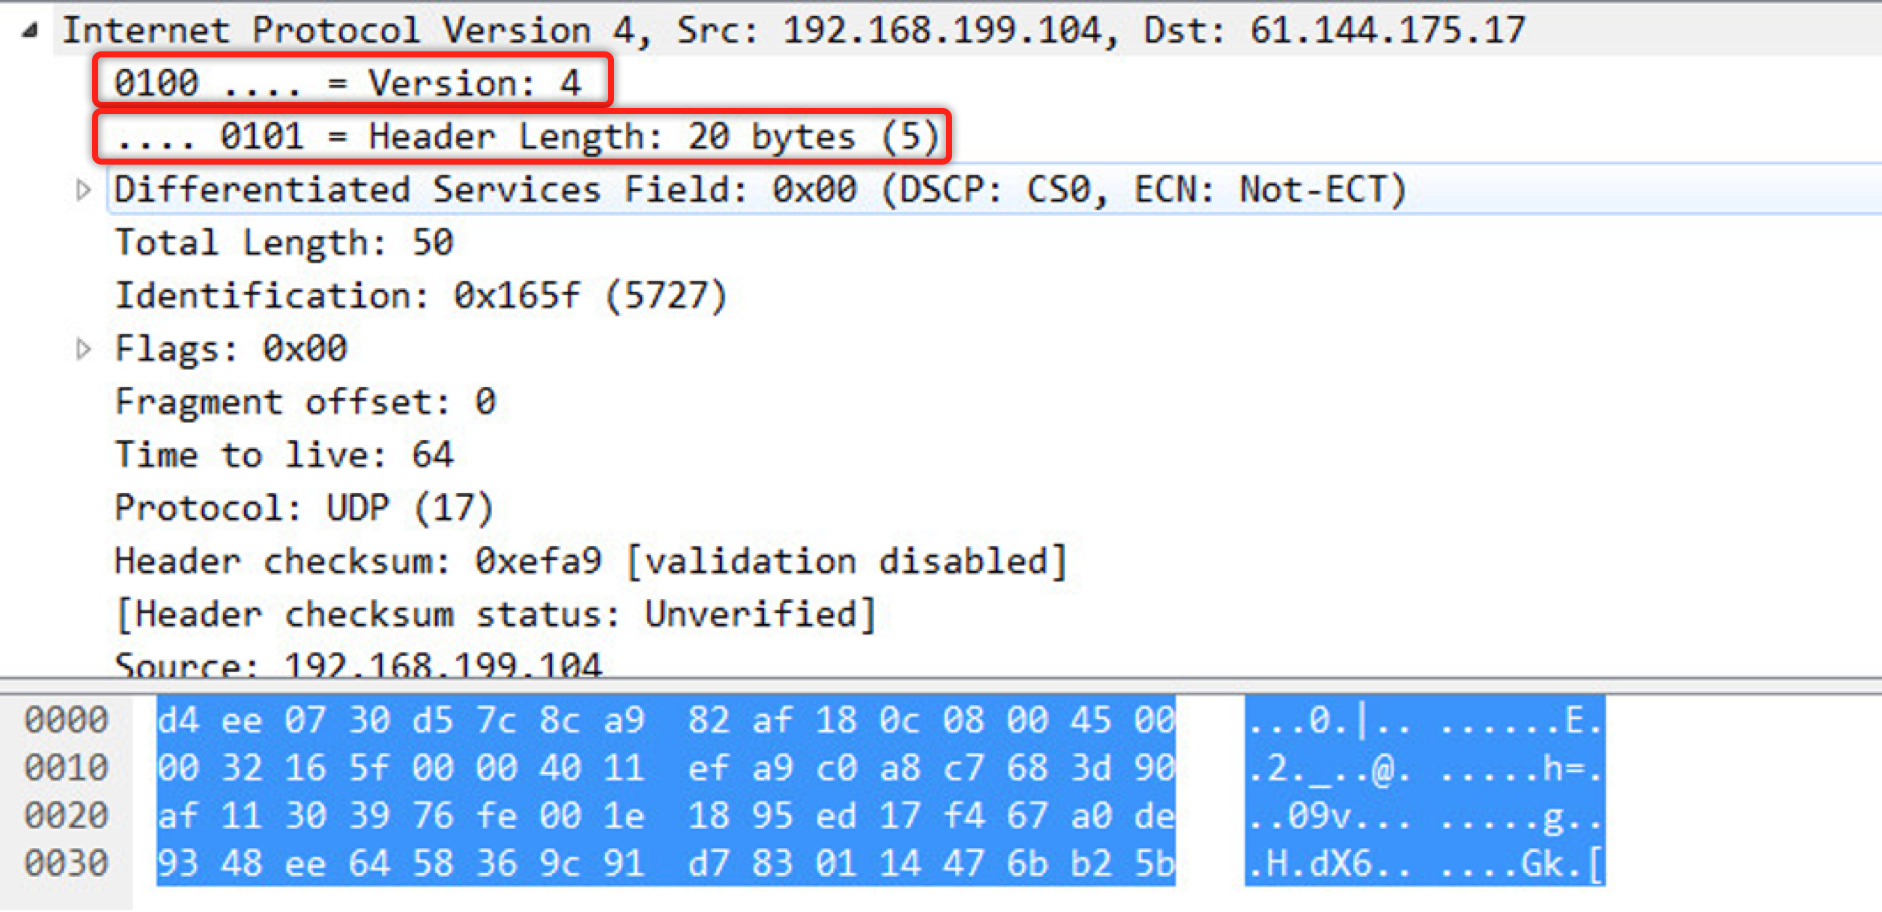 Internet Protocol Version 4, Src: 192.168.199.104, Dst: 61.144.175.17
0100 .... = Version: 4
.... 0101 = Header Length: 20 bytes (5)
Differentiated Services Field: 0x00 (DSCP: CS0, ECN: Not-ECT)
Total Length: 50
Identification: 0x165f (5727)
Flags: 0x00
Fragment offset: 0
Time to live: 64
Protocol: UDP (17)
Header checksum: 0xefa9 [validation disabled]
[Header checksum status: Unverified]
Source: 192.168.199.104
0000 d4 ee 07 30 d5 7c 8c a9 82 af 18 0c 08 00 45 00 ...0.|.. ......E.
0010 00 32 16 5f 00 00 40 11 ef a9 c0 a8 c7 68 3d 90 .2._..@. .....h=.
0020 af 11 30 39 76 fe 00 1e 18 95 ed 17 f4 67 a0 de ..09v... .....g..
0030 93 48 ee 64 58 36 9c 91 d7 83 01 14 47 6b b2 5b .H.dX6.. ....Gk.[